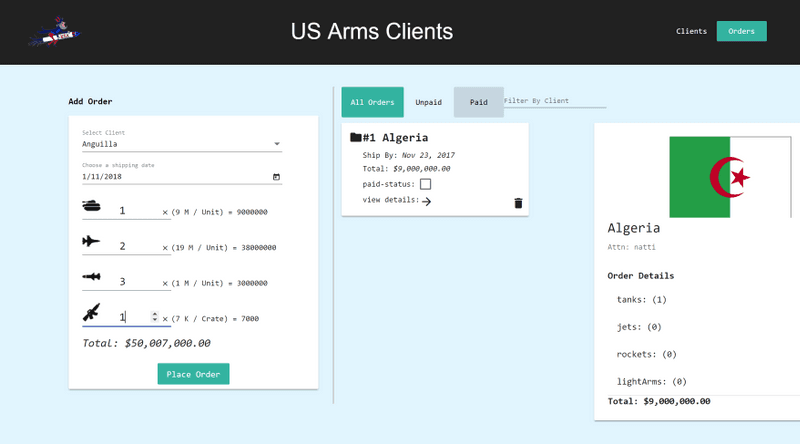 US Arms Clients
Clients
Orders
Add Order
Select Client
Anguilla
Choose a shipping date
1/11/2018
1 × (9 M / Unit) = 9000000
2 × (19 M / Unit) = 38000000
3 × (1 M / Unit) = 3000000
1 × (7 K / Crate) = 7000
Total: $50,007,000.00
Place Order
All Orders
Unpaid
Paid
Filter By Client
#1 Algeria
Ship By: Nov 23, 2017
Total: $9,000,000.00
paid-status:
view details:
Algeria
Attn: natti
Order Details
tanks: (1)
jets: (0)
rockets: (0)
lightArms: (0)
Total: $9,000,000.00